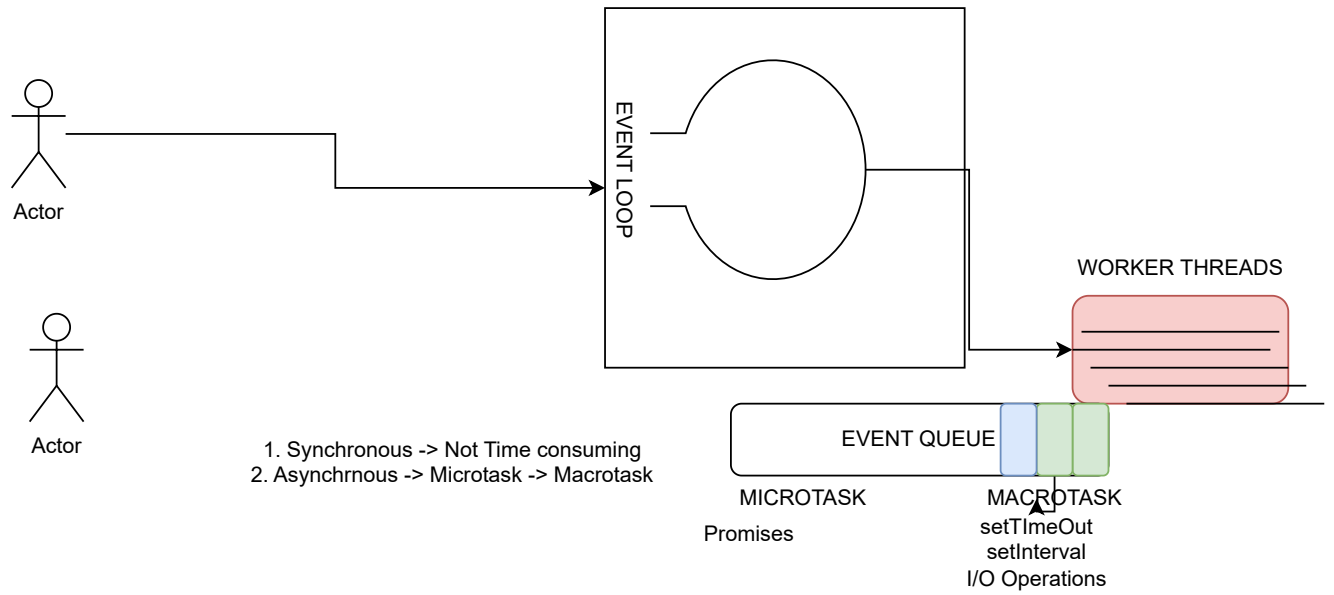 Actor
EVENT LOOP
WORKER THREADS
Actor
1. Synchronous -> Not Time consuming
2. Asynchrnous -> Microtask -> Macrotask
EVENT QUEUE
MICROTASK
MACROTASK
Promises
setTImeOut
setInterval
I/O Operations